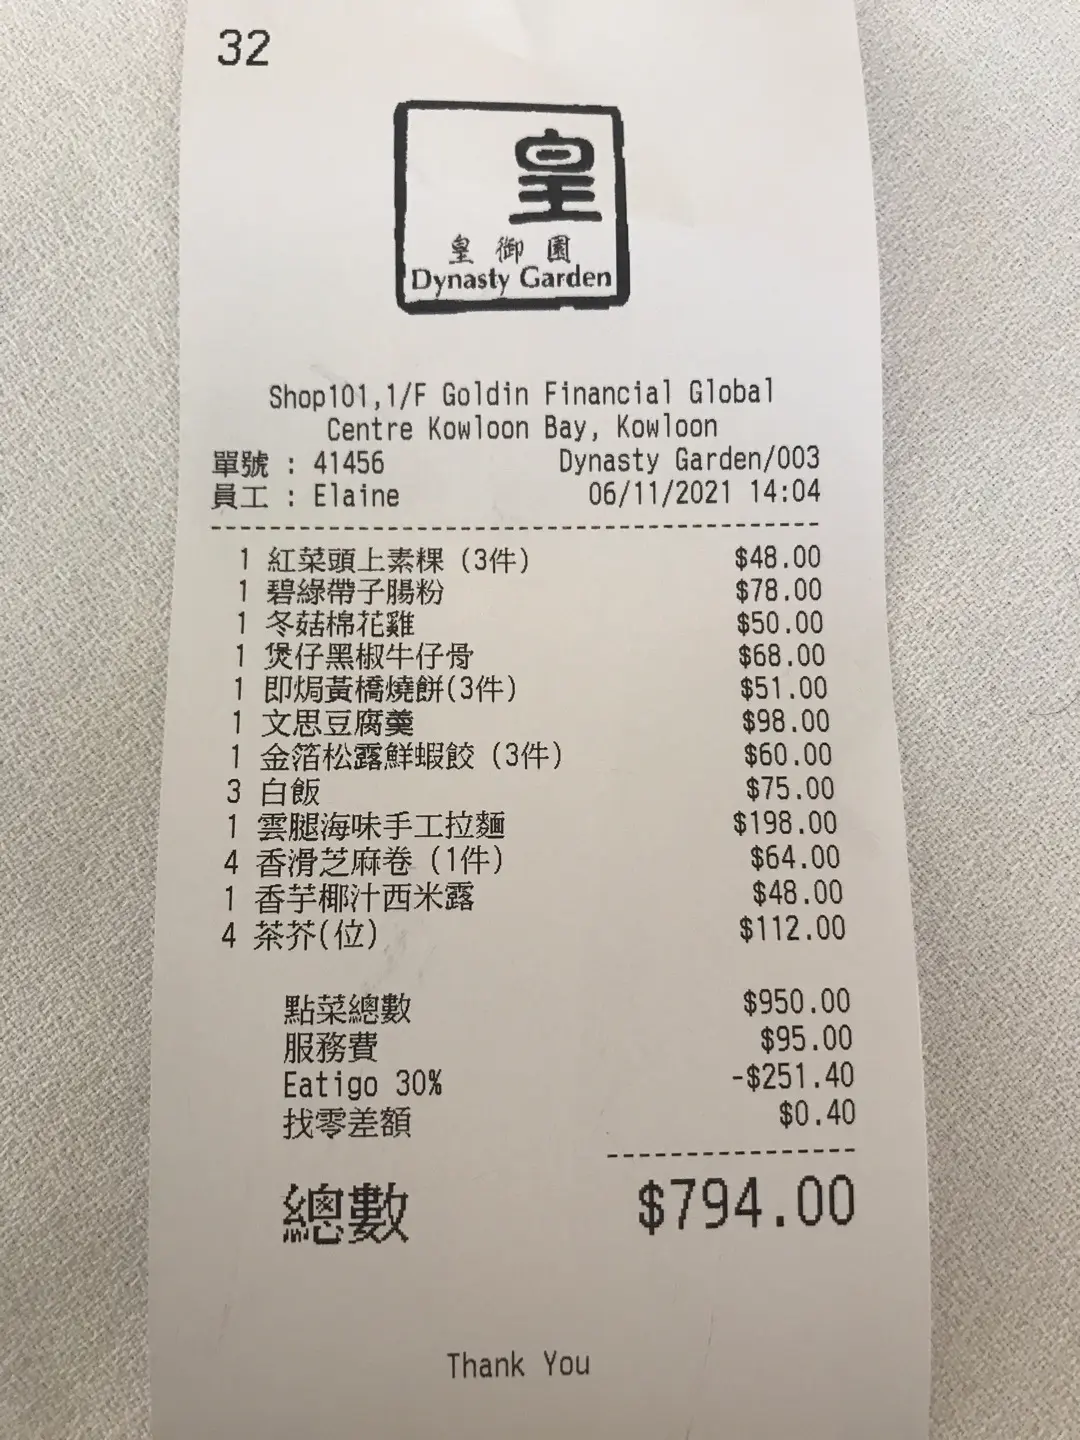 32
皇
皇御園
Dynasty Garden
Shop101,1/F Goldin Financial Global
Centre Kowloon Bay, Kowloon
單號 : 41456 Dynasty Garden/003
員工 : Elaine 06/11/2021 14:04
1 紅菜頭上素粿 (3件) $48.00
1 碧綠帶子腸粉 $78.00
1 冬菇棉花雞 $50.00
1 煲仔黑椒牛仔骨 $68.00
1 即焗黃橋燒餅(3件) $51.00
1 文思豆腐羹 $98.00
1 金箔松露鮮蝦餃 (3件) $60.00
3 白飯 $75.00
1 雲腿海味手工拉麵 $198.00
4 香滑芝麻卷 (1件) $64.00
1 香芋椰汁西米露 $48.00
4 茶芥(位) $112.00
點菜總數 $950.00
服務費 $95.00
Eatigo 30% -$251.40
找零差額 $0.40
總數 $794.00
Thank You